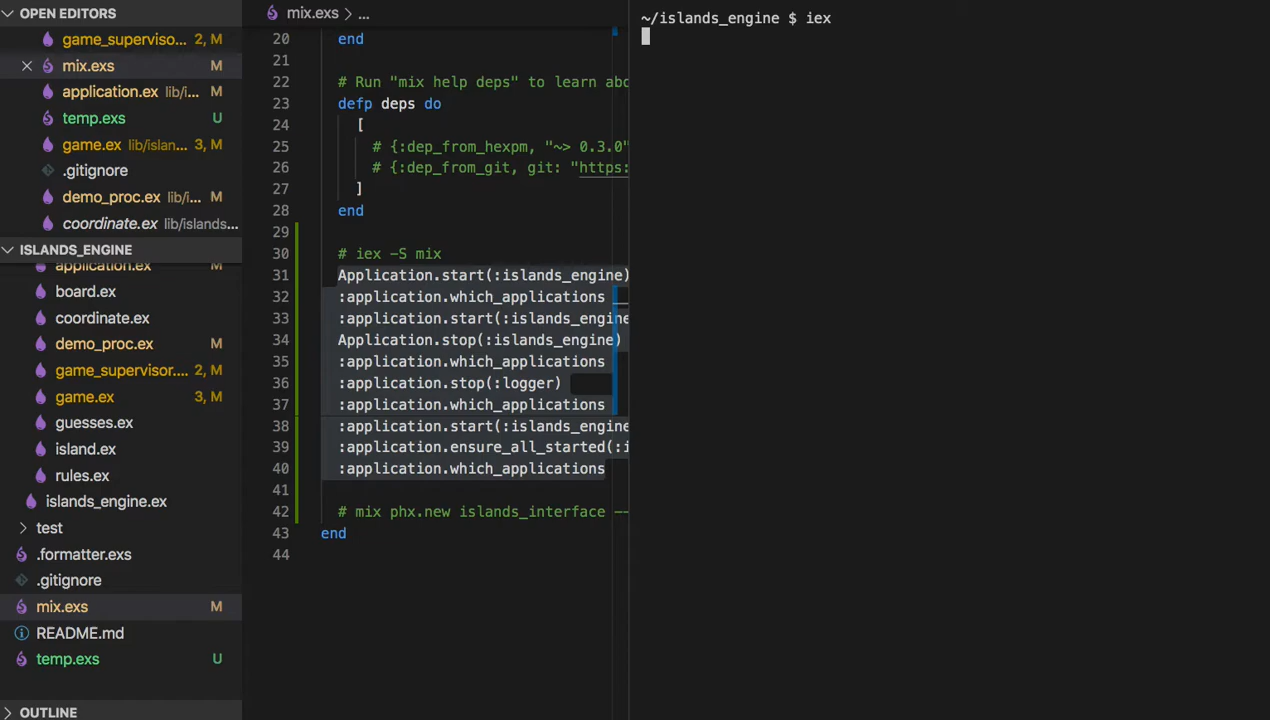 OPEN EDITORS
game_superviso... 2, M
mix.exs M
application.ex lib/i... M
temp.exs U
game.ex lib/islan... 3, M
.gitignore
demo_proc.ex lib/i... M
coordinate.ex lib/islands...
ISLANDS_ENGINE
application.ex M
board.ex
coordinate.ex
demo_proc.ex M
game_supervisor.... 2, M
game.ex 3, M
guesses.ex
island.ex
rules.ex
islands_engine.ex
test
.formatter.exs
.gitignore
mix.exs M
README.md
temp.exs U
OUTLINE
mix.exs > ...
20 end
21
22 # Run "mix help deps" to learn abo
23 defp deps do
24 [
25 # {:dep_from_hexpm, "~> 0.3.0"
26 # {:dep_from_git, git: "https:
27 ]
28 end
29
30 # iex -S mix
31 Application.start(:islands_engine)
32 :application.which_applications
33 :application.start(:islands_engine
34 Application.stop(:islands_engine)
35 :application.which_applications
36 :application.stop(:logger)
37 :application.which_applications
38 :application.start(:islands_engine
39 :application.ensure_all_started(:i
40 :application.which_applications
41
42 # mix phx.new islands_interface --
43 end
44
~/islands_engine $ iex